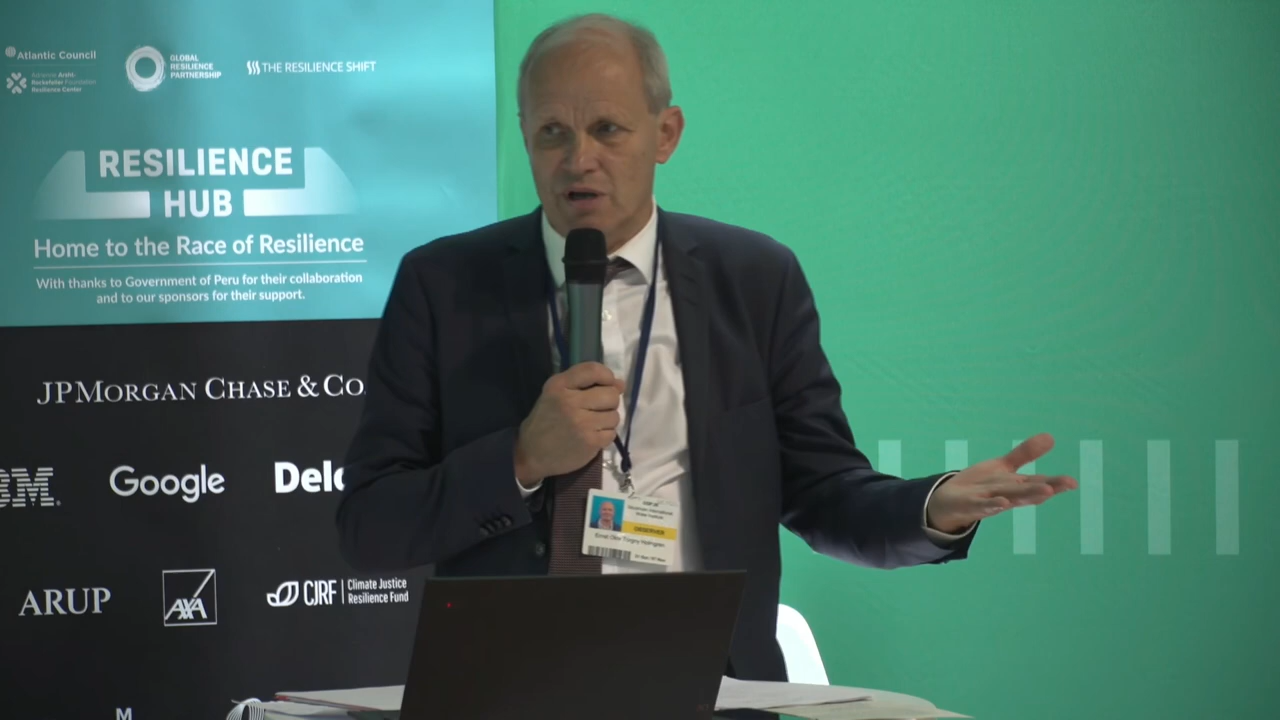 Atlantic Council
Adrienne Arsht-
Rockefeller Foundation
Resilience Center
GLOBAL
RESILIENCE
PARTNERSHIP
THE RESILIENCE SHIFT
RESILIENCE
HUB
Home to the Race of Resilience
With thanks to Government of Peru for their collaboration
and to our sponsors for their support.
JPMORGAN CHASE & CO.
IBM
Google
Delo
ARUP
AXA
CJRF
Climate Justice
Resilience Fund
M
OBSERVER